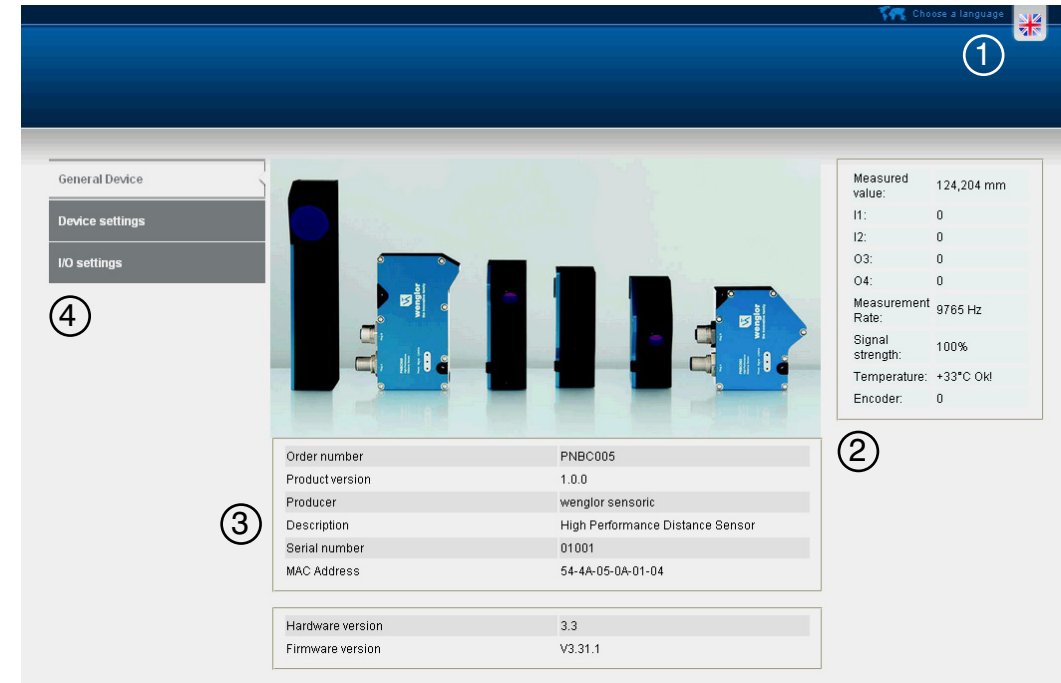 Choose a language
1
General Device
Device settings
I/O settings
4
wenglor
wenglor
Measured value: 124,204 mm
I1: 0
I2: 0
O3: 0
O4: 0
Measurement Rate: 9765 Hz
Signal strength: 100%
Temperature: +33°C Ok!
Encoder: 0
2
3
Order number PNBC005
Product version 1.0.0
Producer wenglor sensoric
Description High Performance Distance Sensor
Serial number 01001
MAC Address 54-4A-05-0A-01-04
Hardware version 3.3
Firmware version V3.31.1